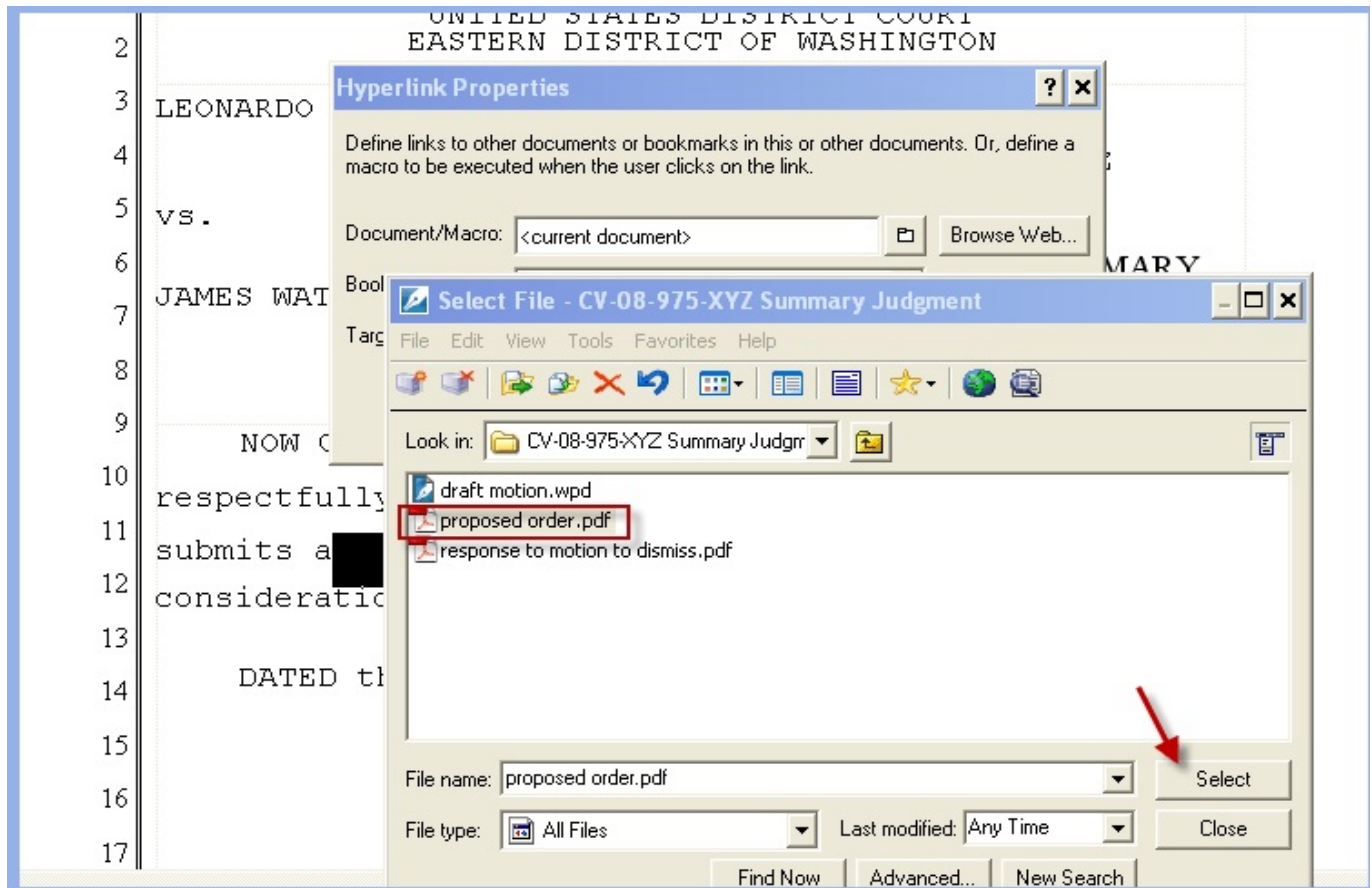 UNITED STATES DISTRICT COURT
2 EASTERN DISTRICT OF WASHINGTON
Hyperlink Properties
3 LEONARDO
Define links to other documents or bookmarks in this or other documents. Or, define a
macro to be executed when the user clicks on the link.
4
5 vs.
Document/Macro: <current document> Browse Web...
6 MARY
7 JAMES WAT
Bool
Targ
Select File - CV-08-975-XYZ Summary Judgment
File Edit View Tools Favorites Help
8
9 NOW
Look in: CV-08-975-XYZ Summary Judgm
10 respectfully
draft motion.wpd
proposed order.pdf
11 submits a
response to motion to dismiss.pdf
12 consideratio
13
14 DATED th
15
File name: proposed order.pdf Select
16
File type: All Files Last modified: Any Time Close
17
Find Now Advanced... New Search